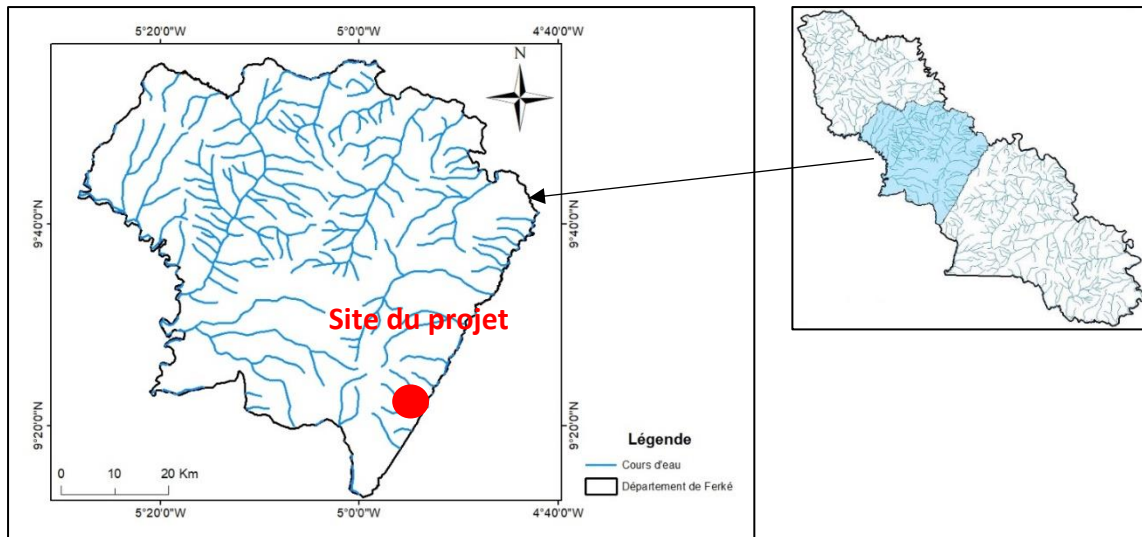 5°20'0"W 5°0'0"W 4°40'0"W
N
9°40'0"N 9°40'0"N
Site du projet
9°20'0"N 9°20'0"N
Légende
Cours d'eau
Département de Ferké
0 10 20 Km
5°20'0"W 5°0'0"W 4°40'0"W